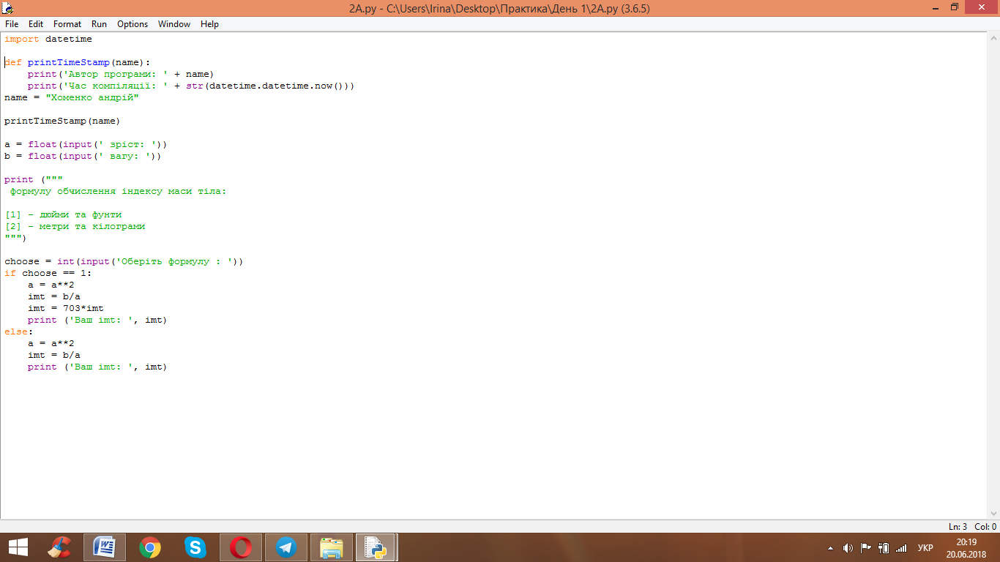 2A.py - C:\Users\Irina\Desktop\Практика\День 1\2A.py (3.6.5)
File Edit Format Run Options Window Help
import datetime
def printTimeStamp(name):
    print('Автор програми: ' + name)
    print('Час компіляції: ' + str(datetime.datetime.now()))
name = "Хоменко андрій"
printTimeStamp(name)
a = float(input(' зріст: '))
b = float(input(' вагу: '))
print ("""
 формулу обчислення індексу маси тіла:
[1] - дюйми та фунти
[2] - метри та кілограми
""")
choose = int(input('Оберіть формулу : '))
if choose == 1:
    a = a**2
    imt = b/a
    imt = 703*imt
    print ('Ваш imt: ', imt)
else:
    a = a**2
    imt = b/a
    print ('Ваш imt: ', imt)
Ln: 3 Col: 0
УКР
20:19
20.06.2018